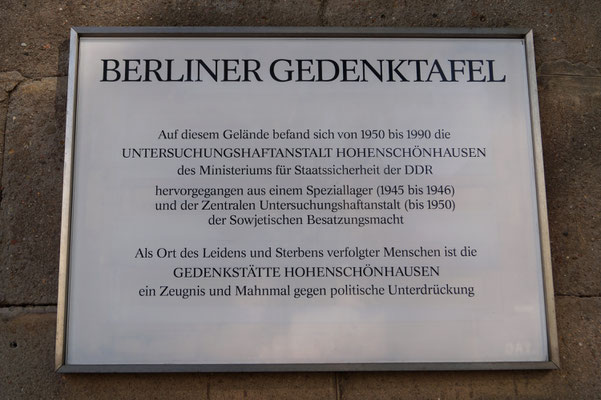 BERLINER GEDENKTAFEL
Auf diesem Gelände befand sich von 1950 bis 1990 die
UNTERSUCHUNGSHAFTANSTALT HOHENSCHÖNHAUSEN
des Ministeriums für Staatssicherheit der DDR
hervorgegangen aus einem Speziallager (1945 bis 1946)
und der Zentralen Untersuchungshaftanstalt (bis 1950)
der Sowjetischen Besatzungsmacht
Als Ort des Leidens und Sterbens verfolgter Menschen ist die
GEDENKSTÄTTE HOHENSCHÖNHAUSEN
ein Zeugnis und Mahnmal gegen politische Unterdrückung